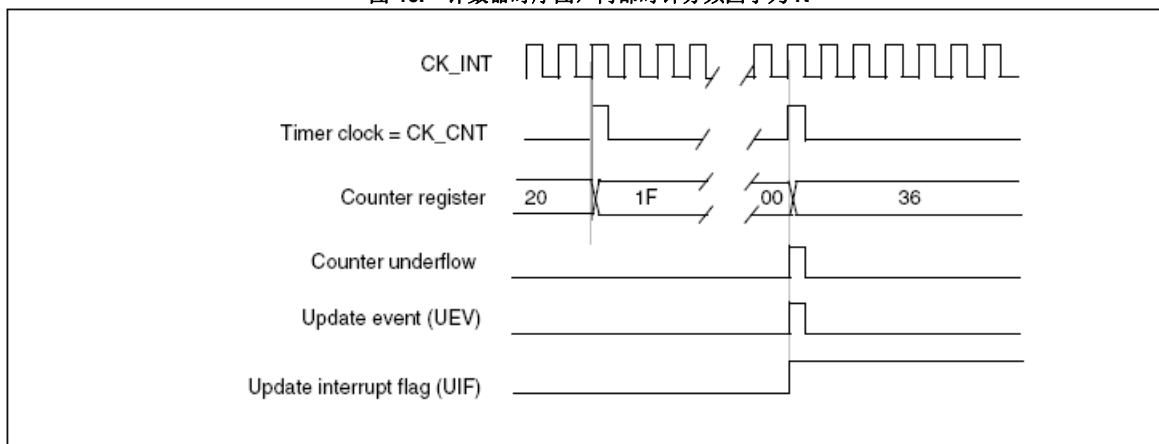 CK_INT
Timer clock = CK_CNT
Counter register 20 1F 00 36
Counter underflow
Update event (UEV)
Update interrupt flag (UIF)